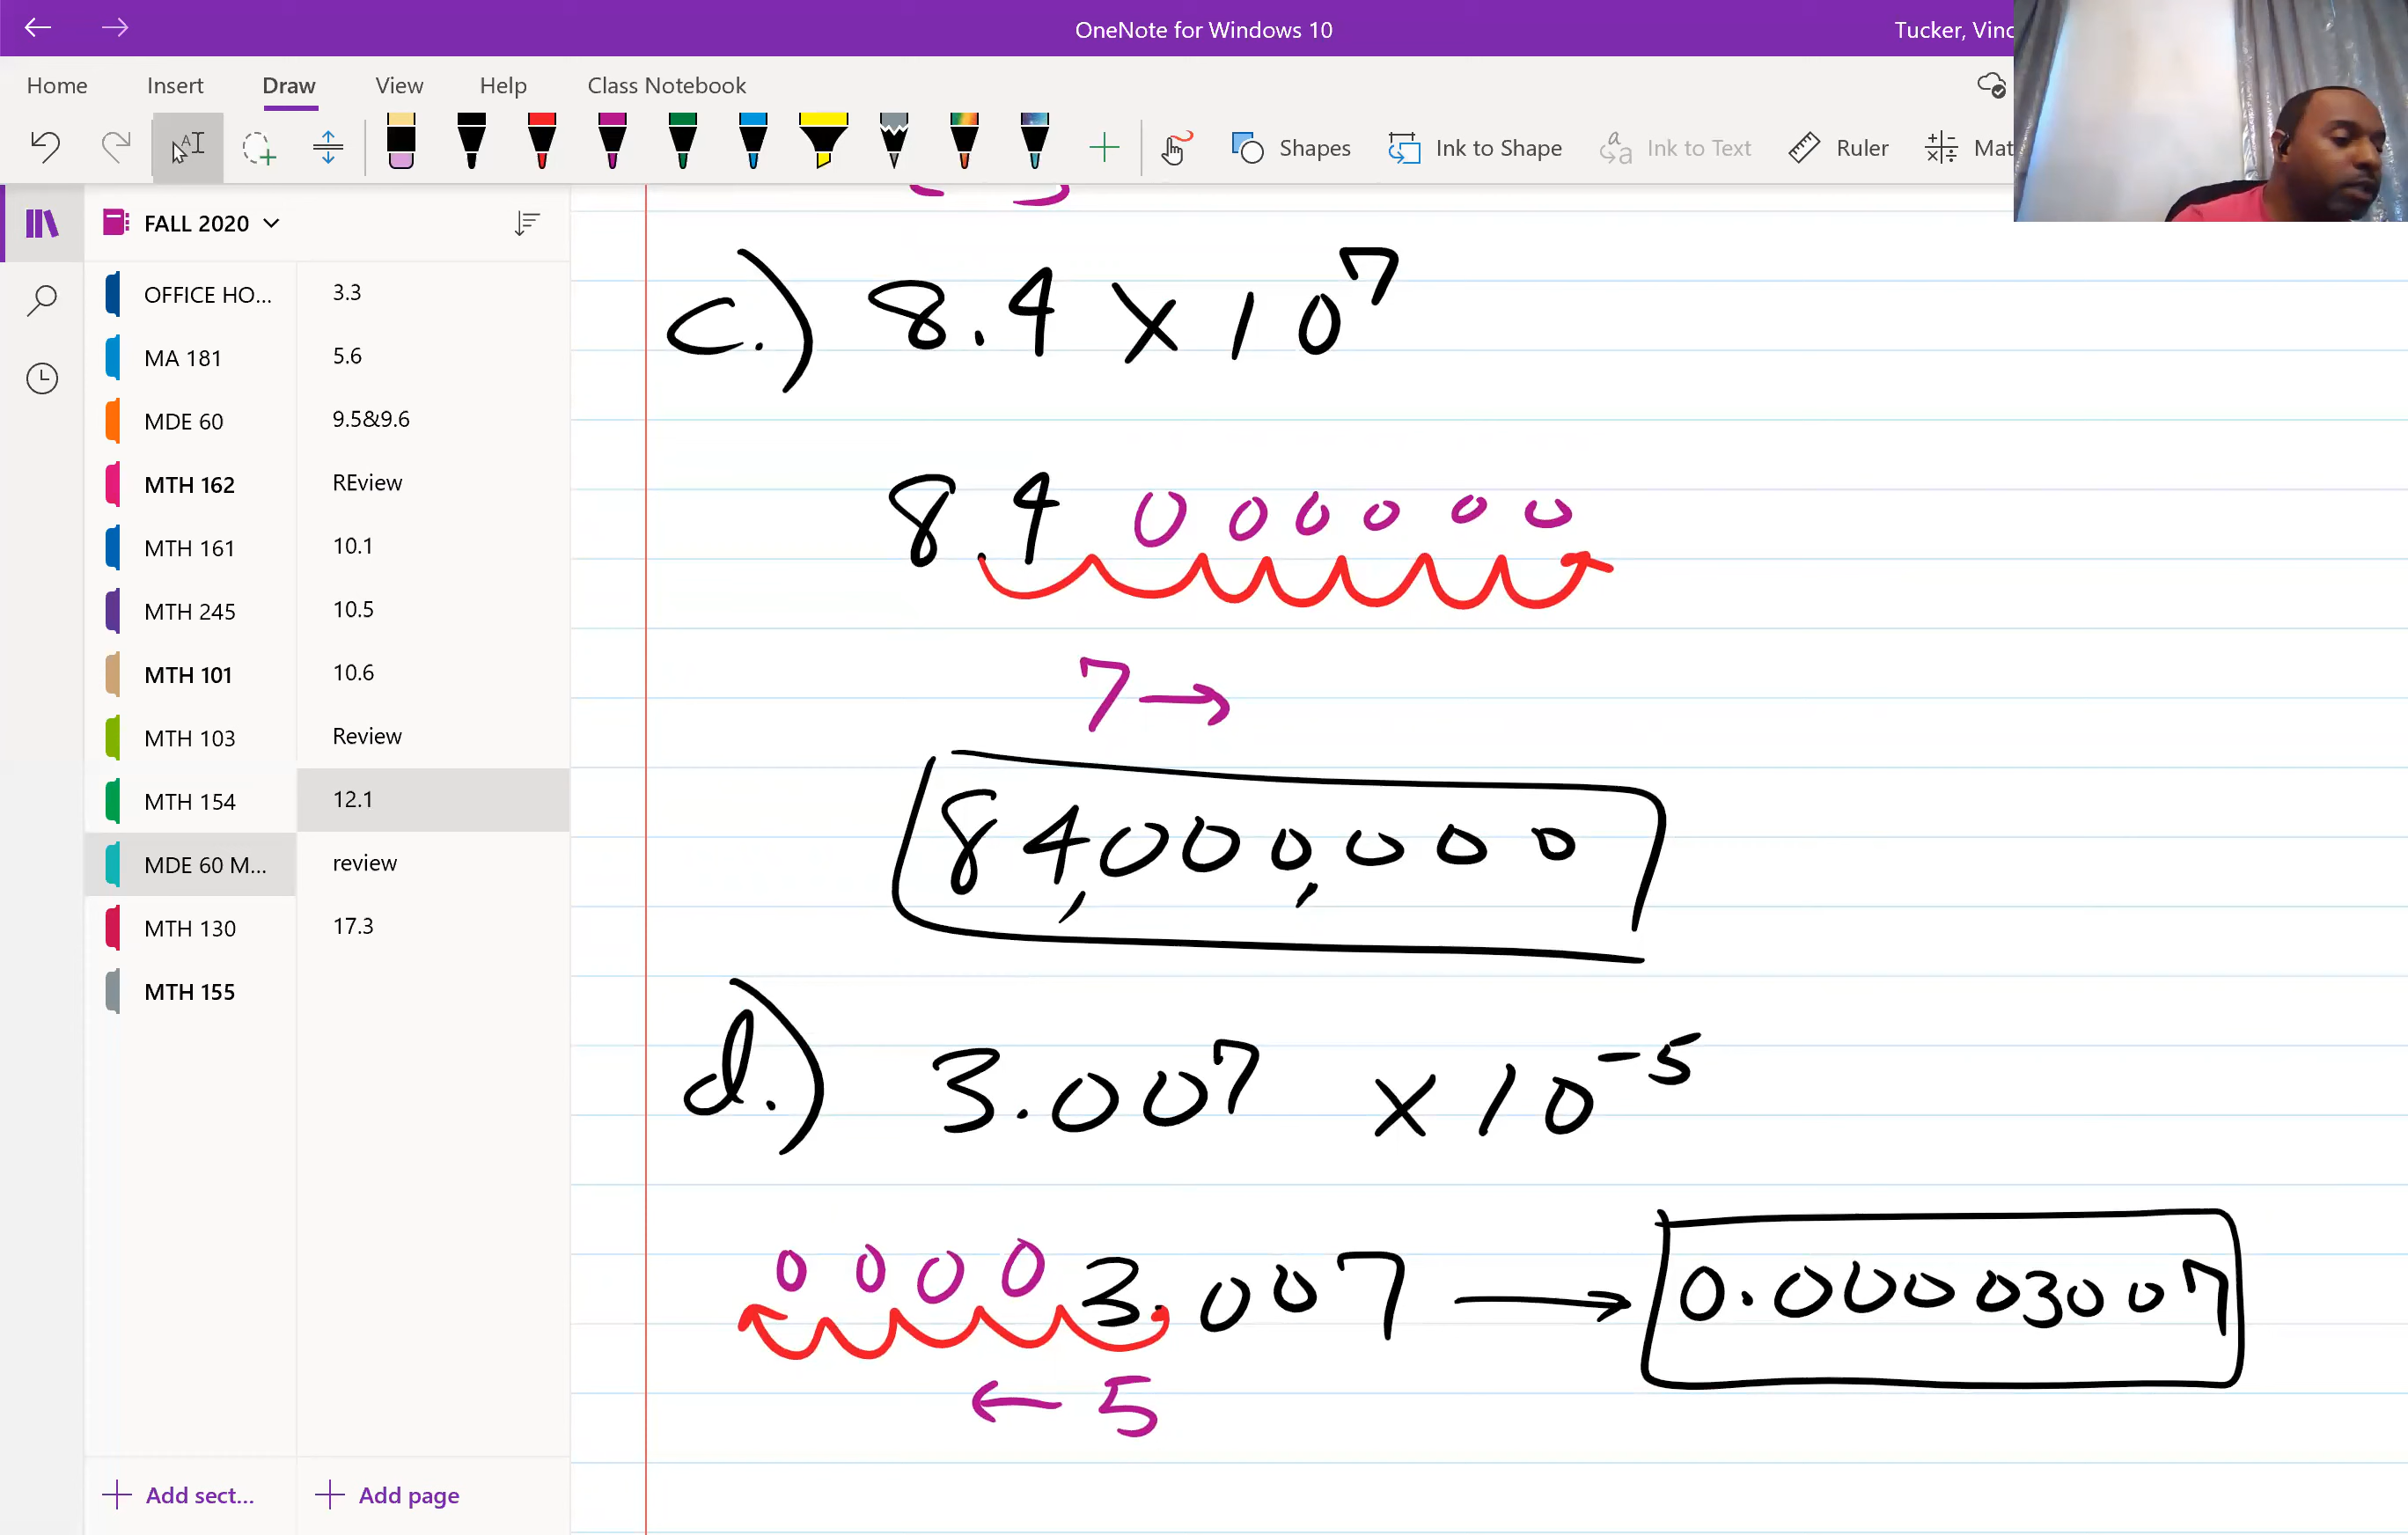 OneNote for Windows 10
Tucker, Vinc
Home Insert Draw View Help Class Notebook
Shapes Ink to Shape Ink to Text Ruler Mat
FALL 2020
OFFICE HO...
MA 181
MDE 60
MTH 162
MTH 161
MTH 245
MTH 101
MTH 103
MTH 154
MDE 60 M...
MTH 130
MTH 155
3.3
5.6
9.5&9.6
REview
10.1
10.5
10.6
Review
12.1
review
17.3
+ Add sect...
+ Add page
c.) 8.4 × 10⁷
8.4 0 0 0 0 0 0
7 →
84,000,000
d.) 3.007 × 10⁻⁵
0 0 0 0 3.007 → 0.00003007
← 5